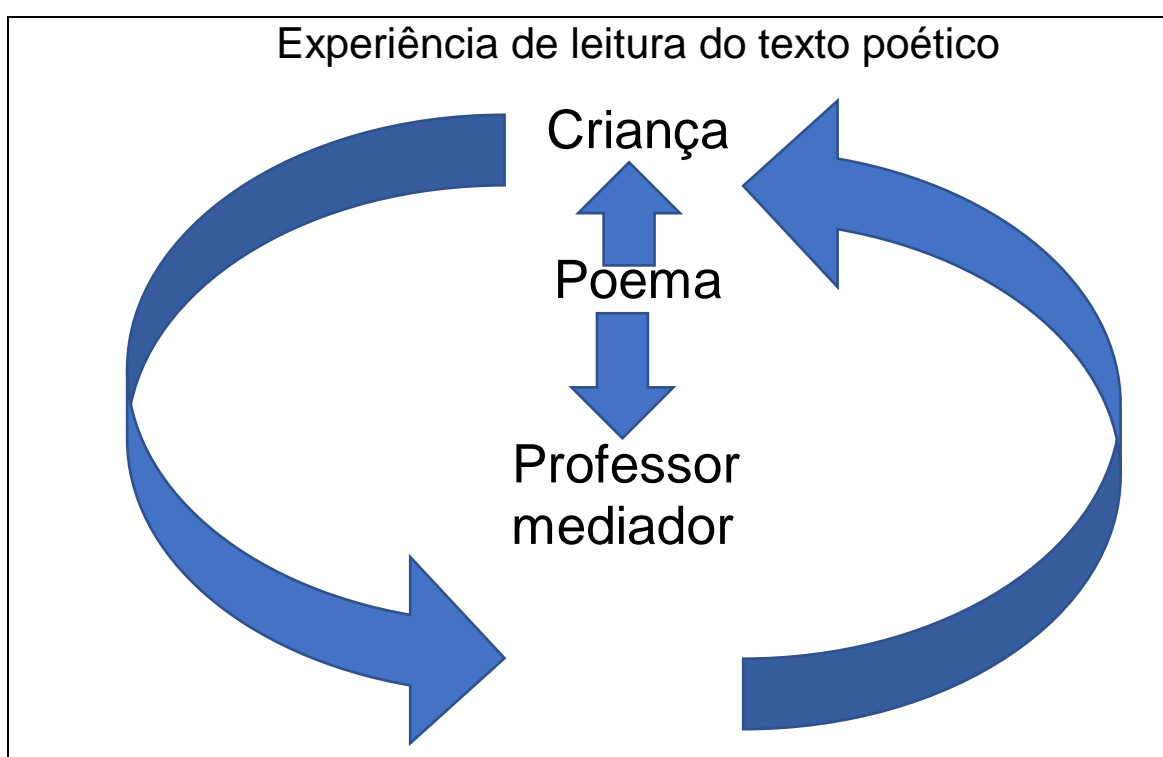 Experiência de leitura do texto poético
Criança
Poema
Professor
mediador